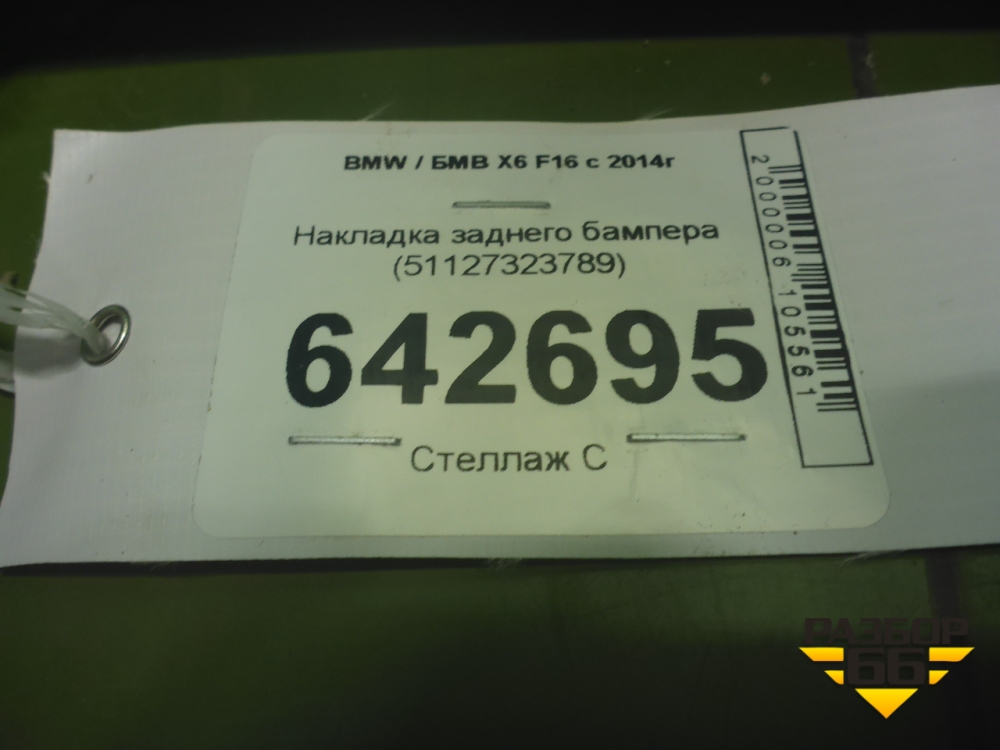 BMW / БМВ X6 F16 с 2014г
Накладка заднего бампера
(51127323789)
642695
Стеллаж С
2000006105561
РАЗБОР
66